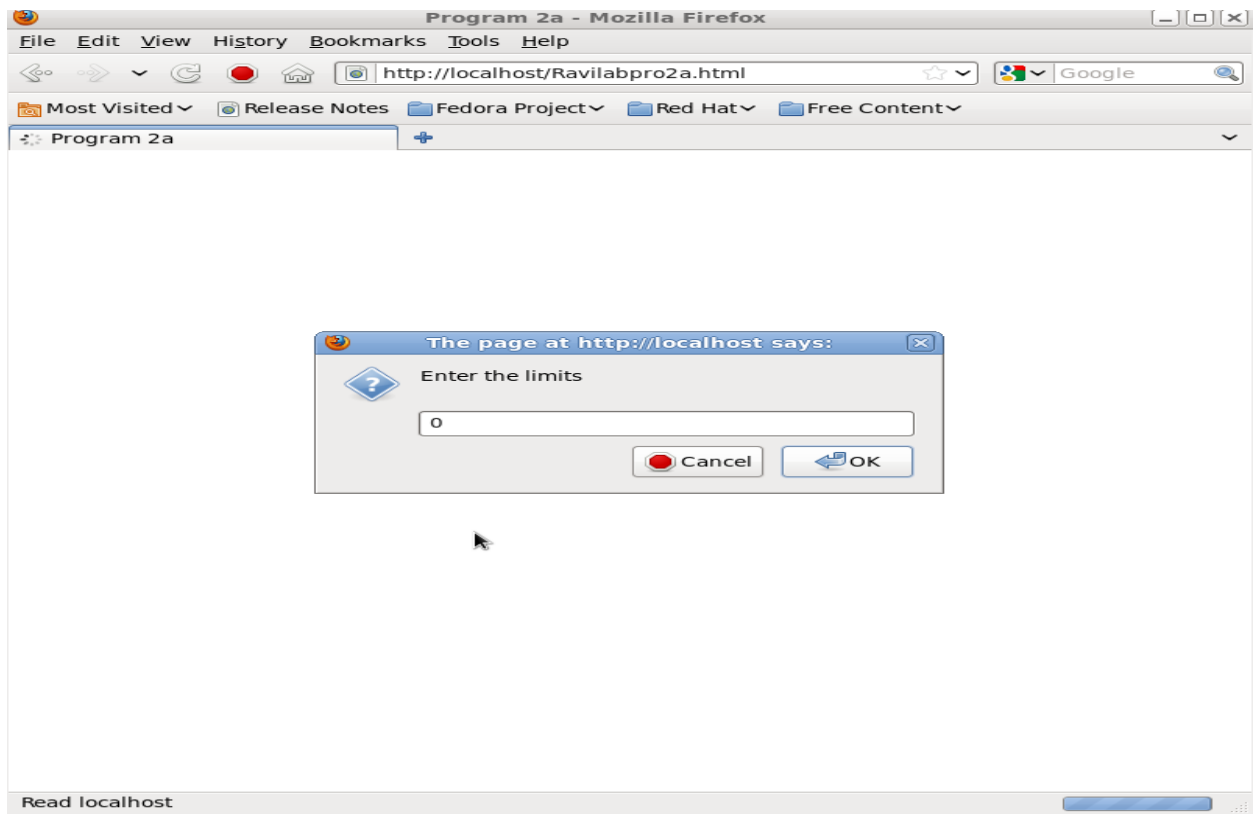 Program 2a - Mozilla Firefox
File Edit View History Bookmarks Tools Help
http://localhost/Ravilabpro2a.html Google
Most Visited Release Notes Fedora Project Red Hat Free Content
Program 2a
The page at http://localhost says:
?
Enter the limits
0
Cancel OK
Read localhost